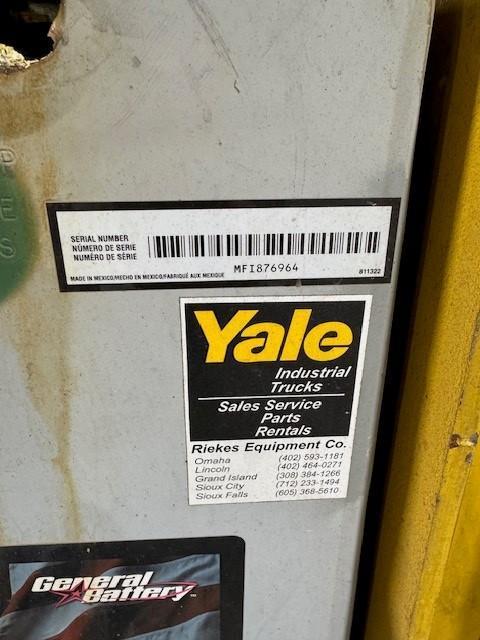 P
E
S
SERIAL NUMBER
NÚMERO DE SERIE
NUMÉRO DE SÉRIE
MADE IN MEXICO/HECHO EN MEXICO/FABRIQUÉ AUX MEXIQUE
MFI876964
811322
Yale
Industrial
Trucks
Sales Service
Parts
Rentals
Riekes Equipment Co.
Omaha (402) 593-1181
Lincoln (402) 464-0271
Grand Island (308) 384-1266
Sioux City (712) 233-1494
Sioux Falls (605) 368-5610
General
Battery